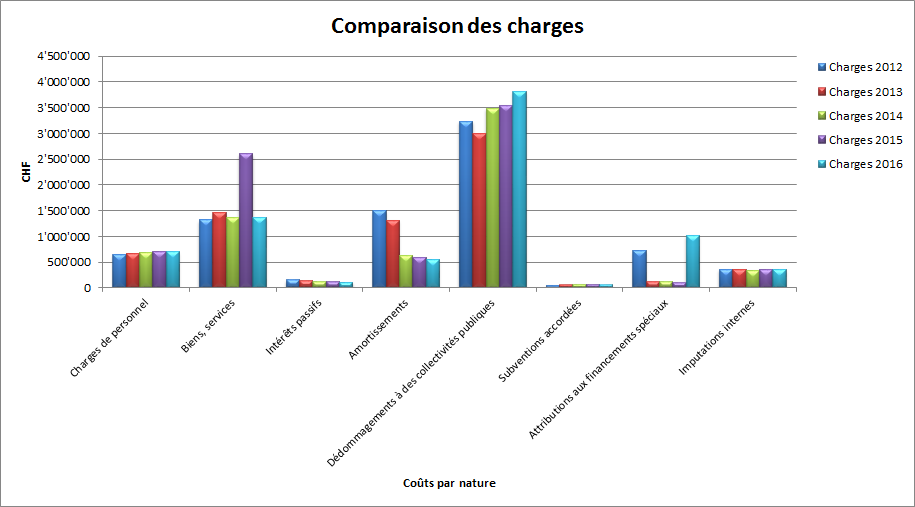 Comparaison des charges
4'500'000
4'000'000
3'500'000
3'000'000
2'500'000
2'000'000
1'500'000
1'000'000
500'000
0
CHF
Charges de personnel
Biens, services
Intérêts passifs
Amortissements
Dédommagements à des collectivités publiques
Subventions accordées
Attributions aux financements spéciaux
Imputations internes
Coûts par nature
Charges 2012
Charges 2013
Charges 2014
Charges 2015
Charges 2016